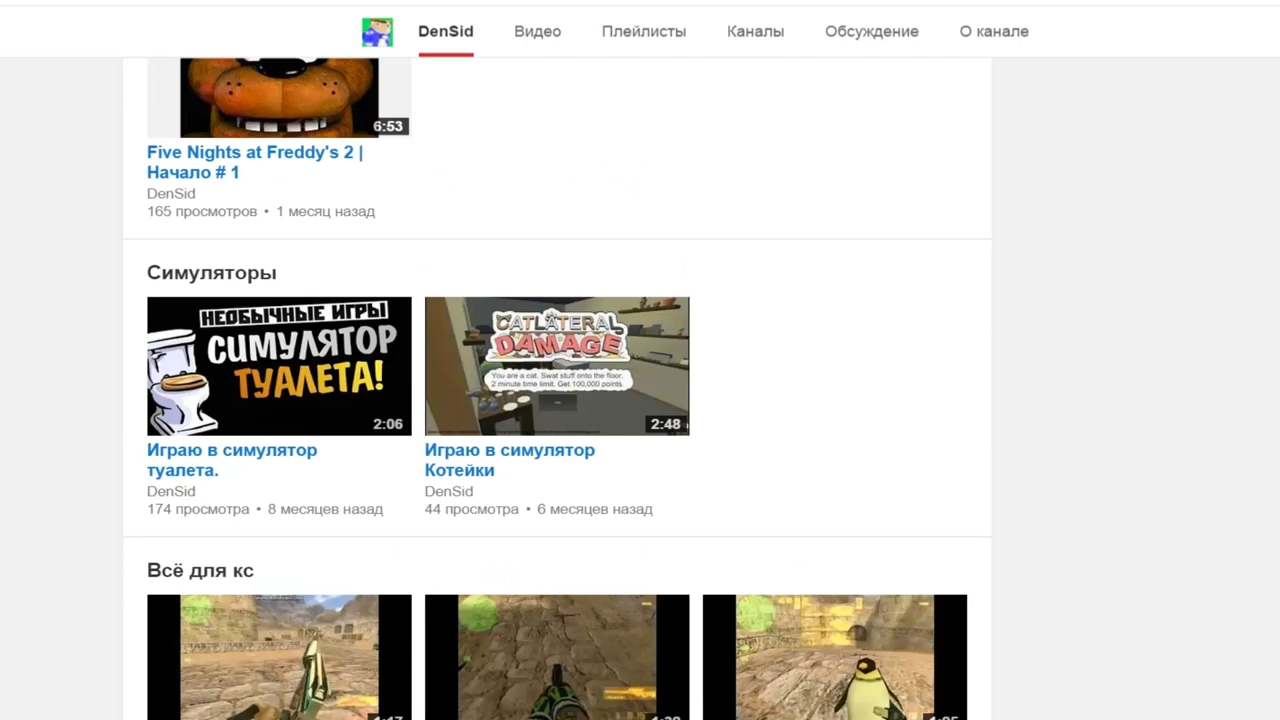 DenSid Видео Плейлисты Каналы Обсуждение О канале
6:53
Five Nights at Freddy's 2 |
Начало # 1
DenSid
165 просмотров • 1 месяц назад
Симуляторы
НЕОБЫЧНЫЕ ИГРЫ
СИМУЛЯТОР
ТУАЛЕТА!
2:06
Играю в симулятор
туалета.
DenSid
174 просмотра • 8 месяцев назад
CATLATERAL
DAMAGE
You are a cat. Swat stuff onto the floor.
2 minute time limit. Get 100,000 points.
2:48
Играю в симулятор
Котейки
DenSid
44 просмотра • 6 месяцев назад
Всё для кс